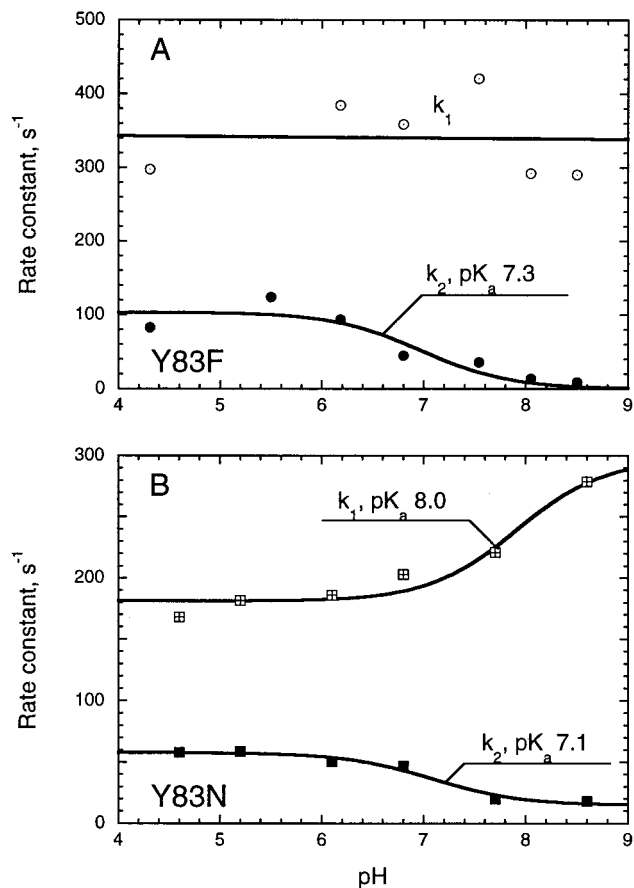 500
A
400
k₁
300
Rate constant, s⁻¹
200
k₂, pKₐ 7.3
100
Y83F
0
4 5 6 7 8 9
300
B
k₁, pKₐ 8.0
200
Rate constant, s⁻¹
100
k₂, pKₐ 7.1
Y83N
0
4 5 6 7 8 9
pH